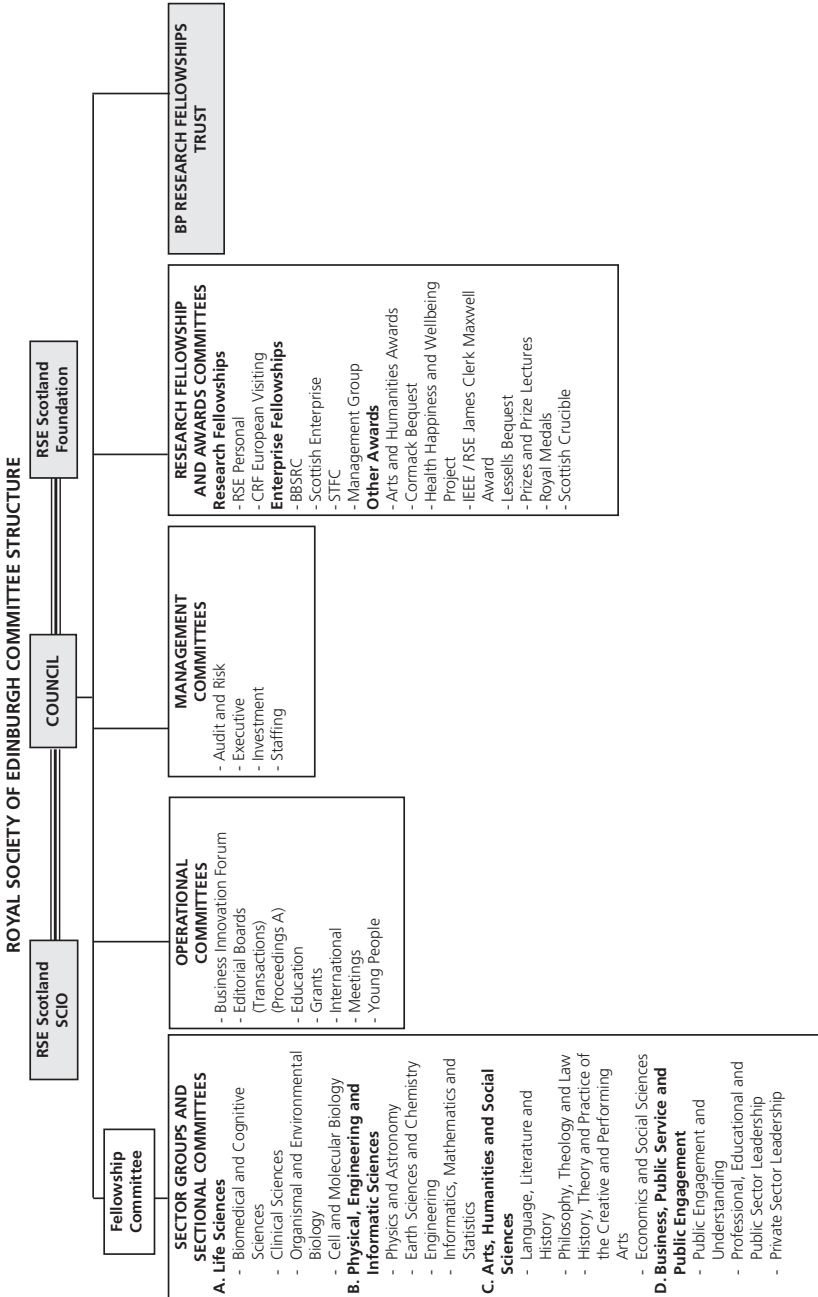 ROYAL SOCIETY OF EDINBURGH COMMITTEE STRUCTURE
RSE Scotland
SCIO
COUNCIL
RSE Scotland
Foundation
Fellowship
Committee
SECTOR GROUPS AND
SECTIONAL COMMITTEES
A. Life Sciences
- Biomedical and Cognitive
Sciences
- Clinical Sciences
- Organismal and Environmental
Biology
- Cell and Molecular Biology
B. Physical, Engineering and
Informatic Sciences
- Physics and Astronomy
- Earth Sciences and Chemistry
- Engineering
- Informatics, Mathematics and
Statistics
C. Arts, Humanities and Social
Sciences
- Language, Literature and
History
- Philosophy, Theology and Law
- History, Theory and Practice of
the Creative and Performing
Arts
- Economics and Social Sciences
D. Business, Public Service and
Public Engagement
- Public Engagement and
Understanding
- Professional, Educational and
Public Sector Leadership
- Private Sector Leadership
OPERATIONAL
COMMITTEES
- Business Innovation Forum
- Editorial Boards
(Transactions)
(Proceedings A)
- Education
- Grants
- International
- Meetings
- Young People
MANAGEMENT
COMMITTEES
- Audit and Risk
- Executive
- Investment
- Staffing
RESEARCH FELLOWSHIP
AND AWARDS COMMITTEES
Research Fellowships
- RSE Personal
- CRF European Visiting
Enterprise Fellowships
- BBSRC
- Scottish Enterprise
- STFC
- Management Group
Other Awards
- Arts and Humanities Awards
- Cormack Bequest
- Health Happiness and Wellbeing
Project
- IEEE / RSE James Clerk Maxwell
Award
- Lessells Bequest
- Prizes and Prize Lectures
- Royal Medals
- Scottish Crucible
BP RESEARCH FELLOWSHIPS
TRUST